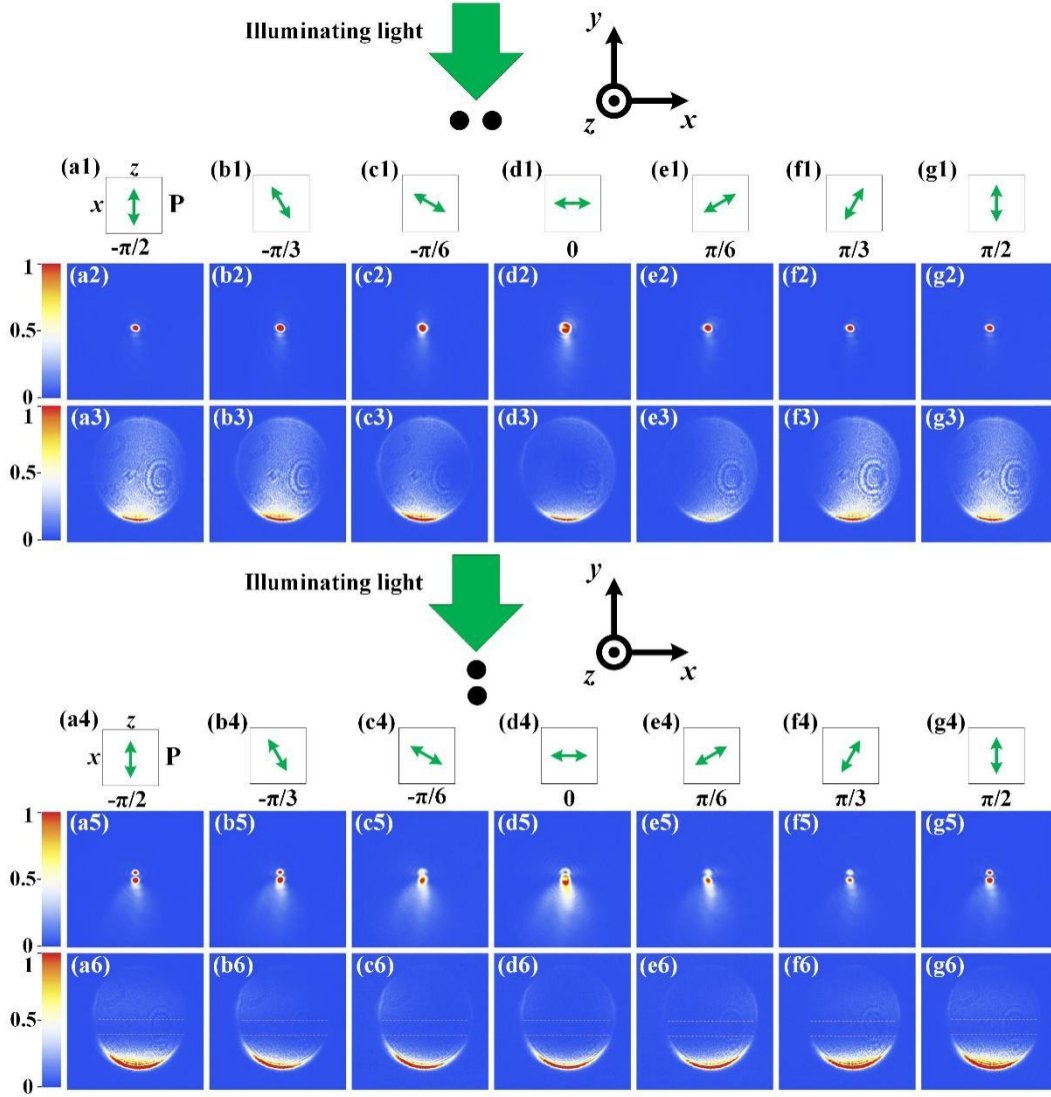 Illuminating light
y
z
x
(a1) (b1) (c1) (d1) (e1) (f1) (g1)
z
x P
-π/2 -π/3 -π/6 0 π/6 π/3 π/2
1 (a2) (b2) (c2) (d2) (e2) (f2) (g2)
0.5
0
1 (a3) (b3) (c3) (d3) (e3) (f3) (g3)
0.5
0
Illuminating light
y
z
x
(a4) (b4) (c4) (d4) (e4) (f4) (g4)
z
x P
-π/2 -π/3 -π/6 0 π/6 π/3 π/2
1 (a5) (b5) (c5) (d5) (e5) (f5) (g5)
0.5
0
1 (a6) (b6) (c6) (d6) (e6) (f6) (g6)
0.5
0